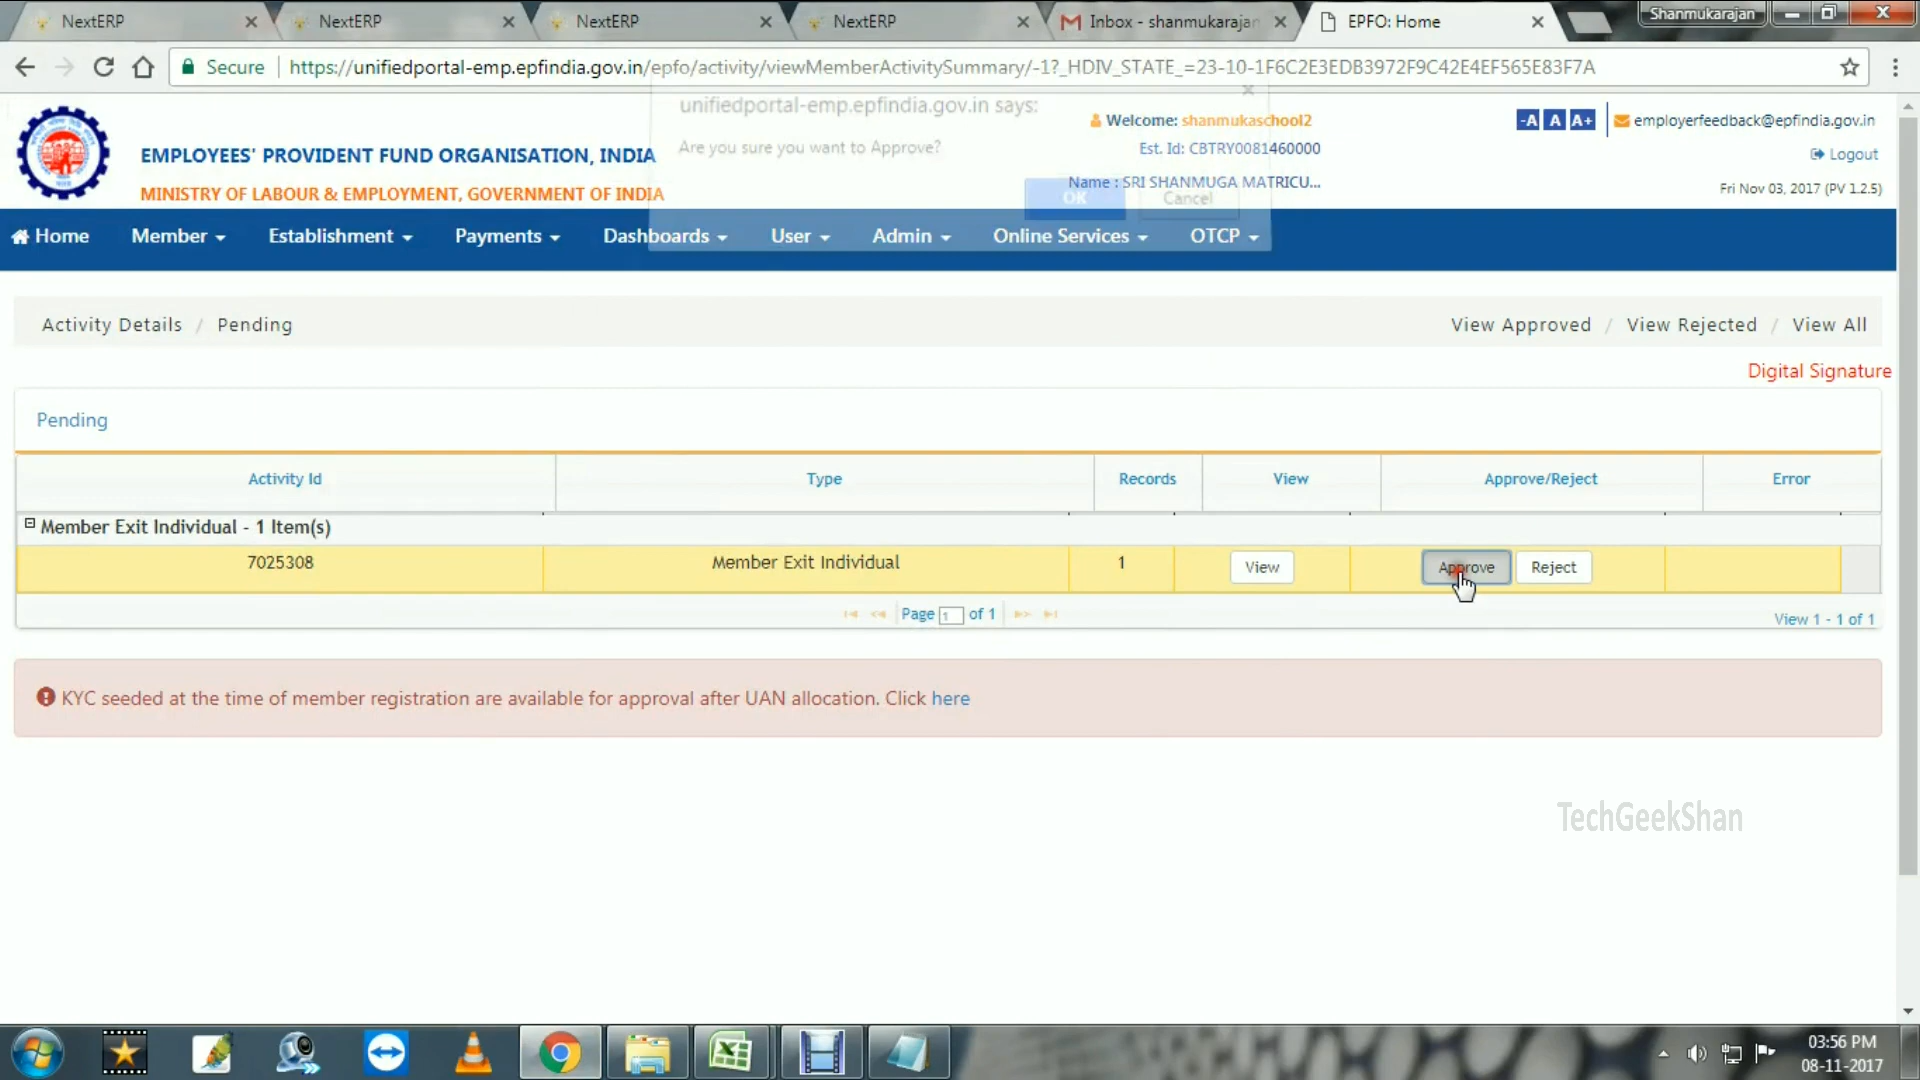 NextERP
NextERP
NextERP
NextERP
Inbox - shanmukarajan
EPFO: Home
Shanmukarajan
Secure
https://unifiedportal-emp.epfindia.gov.in/epfo/activity/viewMemberActivitySummary/-1?_HDIV_STATE_=23-10-1F6C2E3EDB3972F9C42E4EF565E83F7A
unifiedportal-emp.epfindia.gov.in says:
Are you sure you want to Approve?
OK
Cancel
EMPLOYEES' PROVIDENT FUND ORGANISATION, INDIA
MINISTRY OF LABOUR & EMPLOYMENT, GOVERNMENT OF INDIA
Welcome: shanmukaschool2
Est. Id: CBTRY0081460000
Name : SRI SHANMUGA MATRICU...
-A A A+
employerfeedback@epfindia.gov.in
Logout
Fri Nov 03, 2017 (PV 1.2.5)
Home Member Establishment Payments Dashboards User Admin Online Services OTCP
Activity Details / Pending
View Approved / View Rejected / View All
Digital Signature
Pending
Activity Id Type Records View Approve/Reject Error
Member Exit Individual - 1 Item(s)
7025308 Member Exit Individual 1 View Approve Reject
Page 1 of 1
View 1 - 1 of 1
KYC seeded at the time of member registration are available for approval after UAN allocation. Click here
TechGeekShan
03:56 PM
08-11-2017